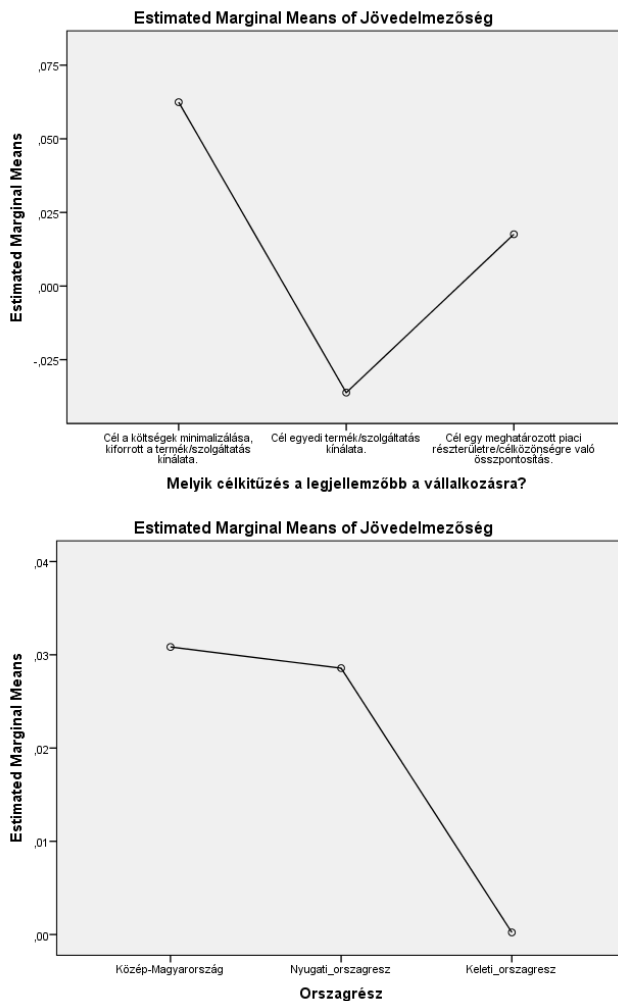 Estimated Marginal Means of Jövedelmezőség
Estimated Marginal Means
,075
,050
,025
,000
-,025
Cél a költségek minimalizálása,
kiforrott a termék/szolgáltatás
kínálata.
Cél egyedi termék/szolgáltatás
kínálata.
Cél egy meghatározott piaci
részterületre/célközönségre való
összpontosítás.
Melyik célkitűzés a legjellemzőbb a vállalkozásra?
Estimated Marginal Means of Jövedelmezőség
Estimated Marginal Means
,04
,03
,02
,01
,00
Közép-Magyarország
Nyugati_orszagresz
Keleti_orszagresz
Orszagrész